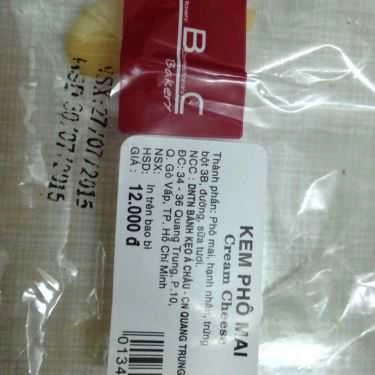 B C
Bakery
NSX:27/07/2015
HSD:30/07/2015
KEM PHÔ MAI
Cream Cheese
Thành phần: Phô mai, hạnh nhân, trứng
bột 3B, đường, sữa tươi.
NCC : DNTN BÁNH KẸO Á CHÂU - CN QUANG TRUNG
ĐC: 34 - 36 Quang Trung, P.10,
Q. Gò Vấp, TP. Hồ Chí Minh
NSX:
HSD: In trên bao bì
GIÁ : 12.000 đ
0134